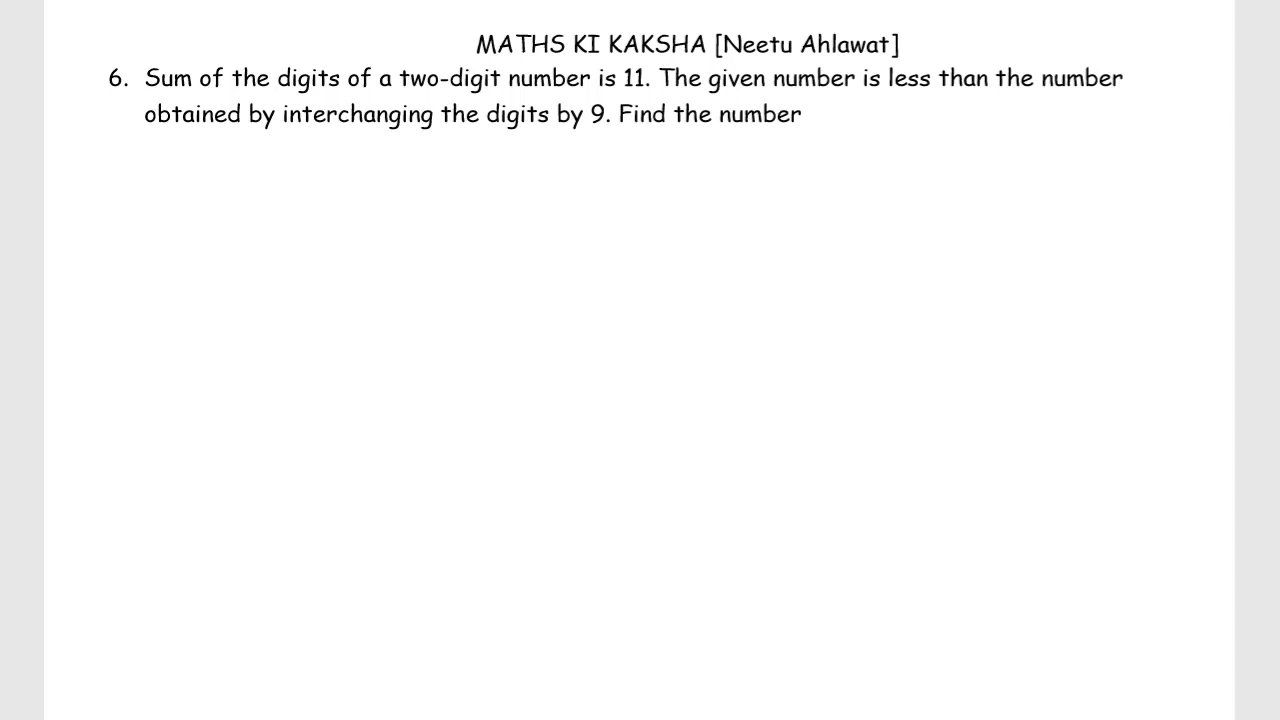 MATHS KI KAKSHA [Neetu Ahlawat]
6. Sum of the digits of a two-digit number is 11. The given number is less than the number
obtained by interchanging the digits by 9. Find the number